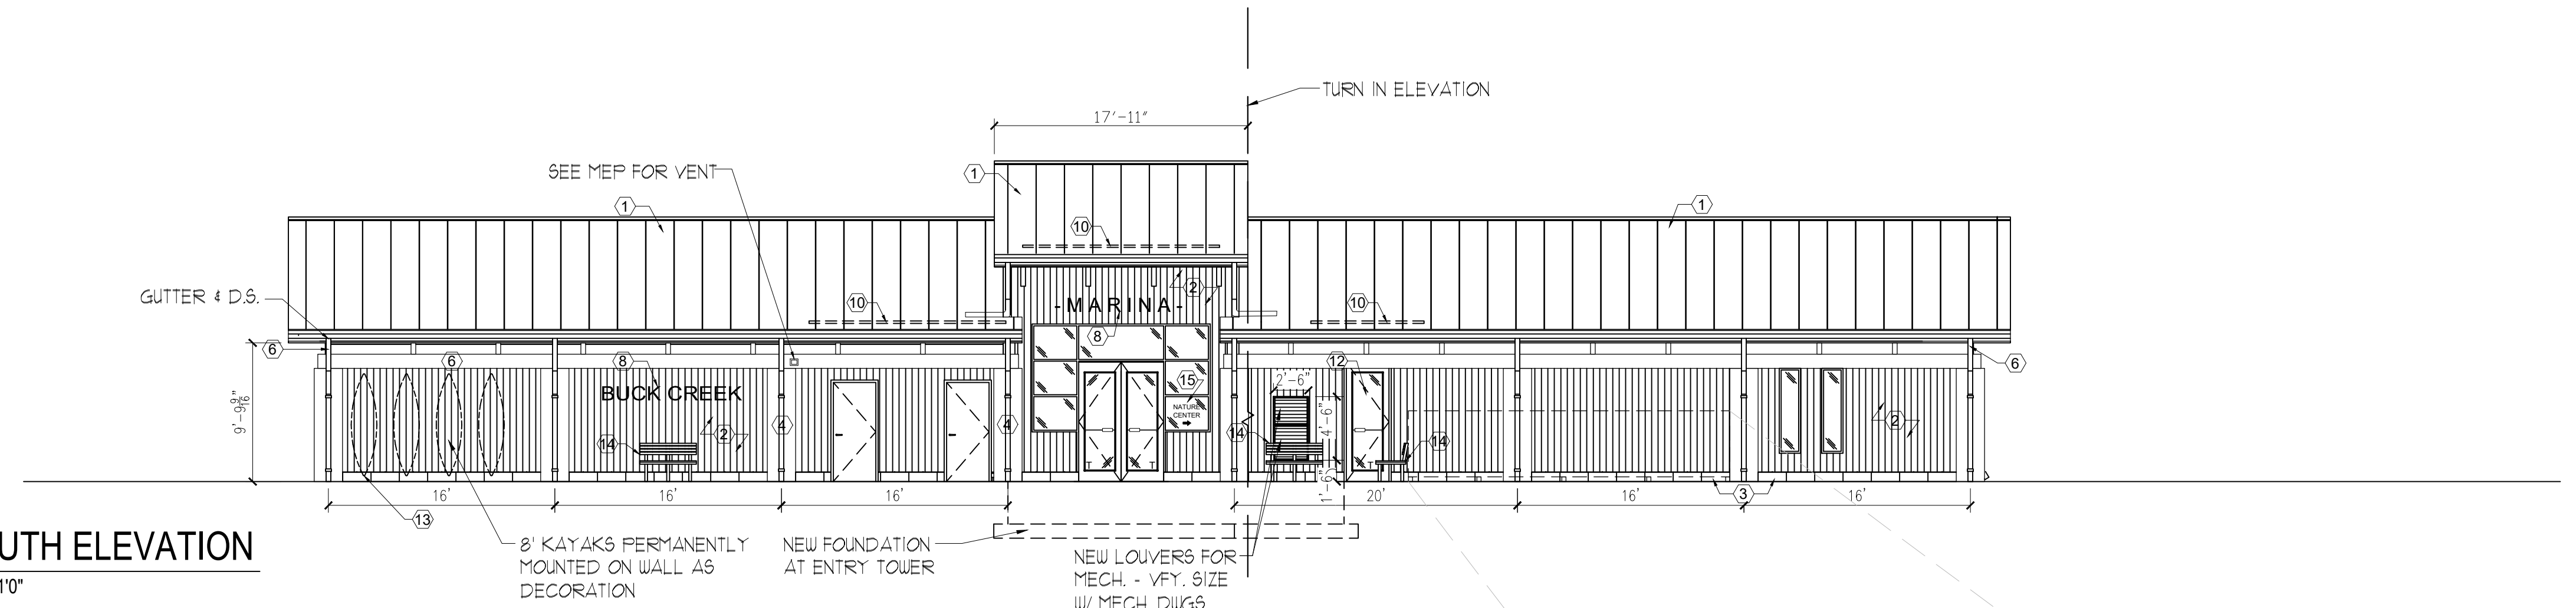 TURN IN ELEVATION
17'-11"
SEE MEP FOR VENT
1
1
1
10
GUTTER & D.S.
10
2
10
- M A R I N A -
8
6
6
8
12
6
9'-9 9/16"
BUCK CREEK
2'-6"
15
NATURE
CENTER
4'-6"
14
2
4
4
14
14
2
T
T
T
1'-6"
16'
16'
16'
20'
16'
16'
3
13
UTH ELEVATION
1'0"
8' KAYAKS PERMANENTLY
MOUNTED ON WALL AS
DECORATION
NEW FOUNDATION
AT ENTRY TOWER
NEW LOUVERS FOR
MECH. - VFY. SIZE
W/ MECH DWGS